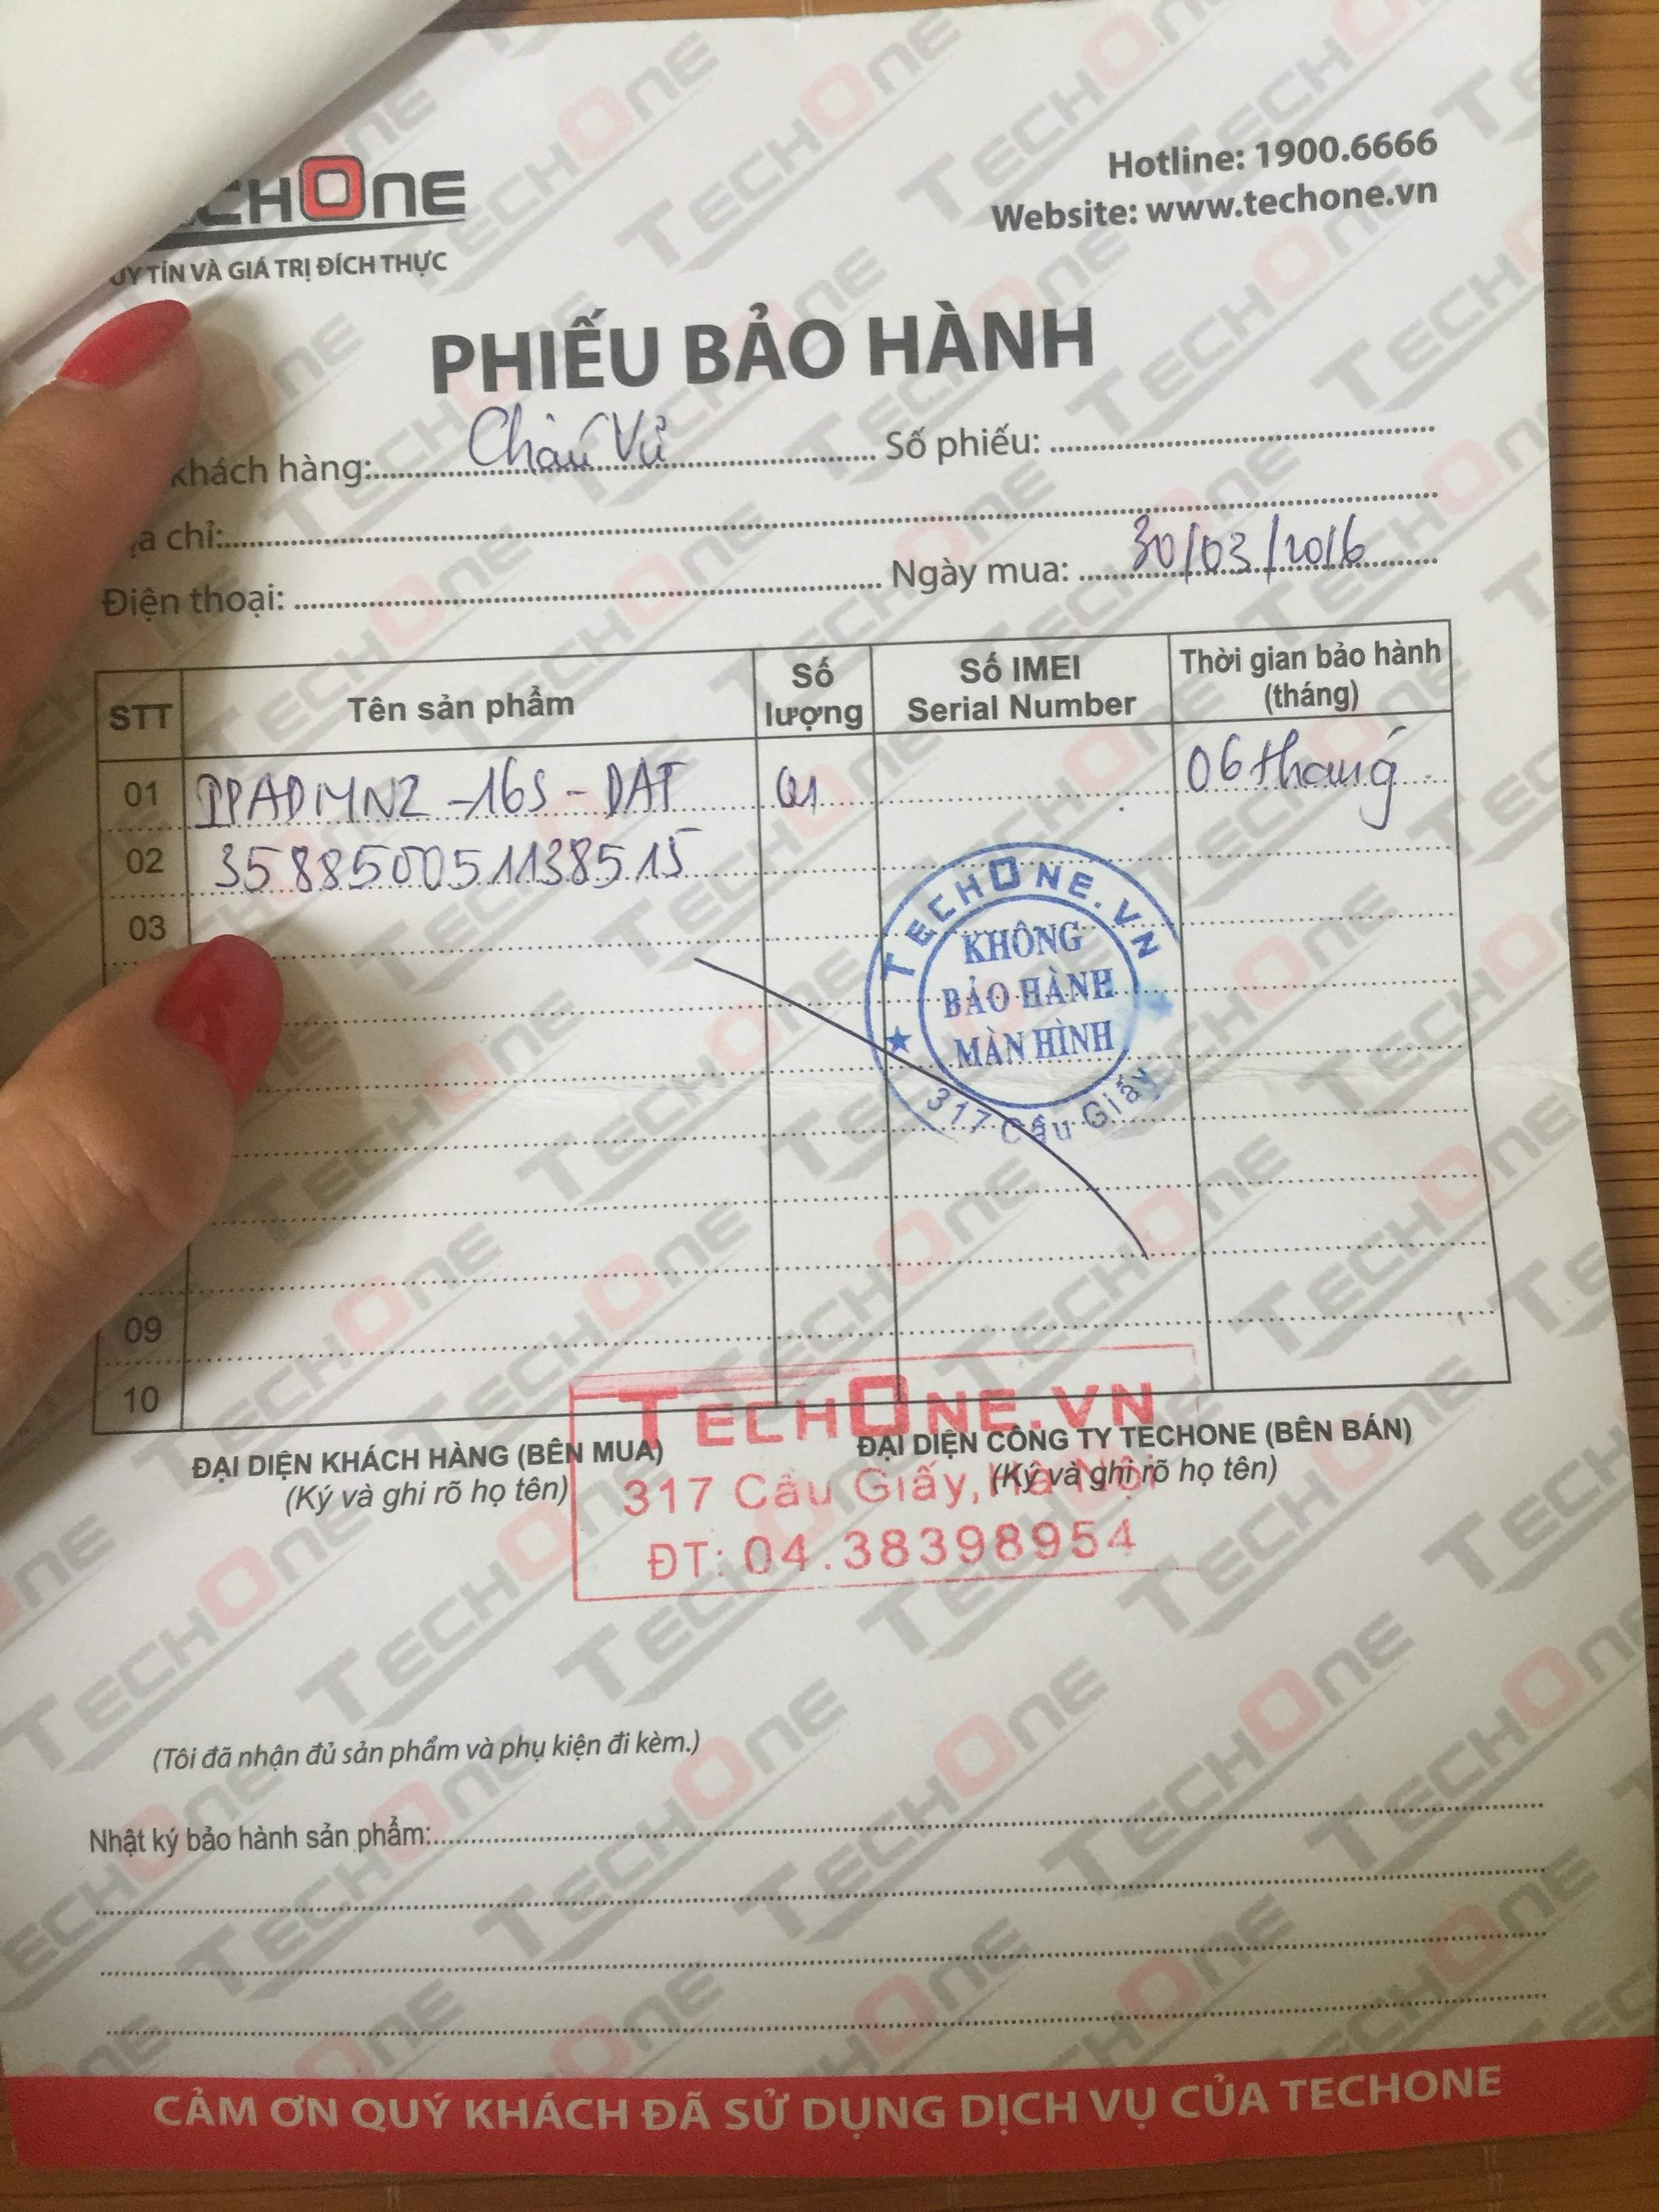 ECHONE
UY TÍN VÀ GIÁ TRỊ ĐÍCH THỰC
Hotline: 1900.6666
Website: www.techone.vn
PHIẾU BẢO HÀNH
khách hàng: Châu Vũ Số phiếu:
ịa chỉ:
Điện thoại: Ngày mua: 30/03/2016
STT Tên sản phẩm Số lượng Số IMEI Serial Number Thời gian bảo hành (tháng)
01 IPADMN2-16S-DAT 01 06 tháng
02 358850051138515
03
TECHONE.VN
KHÔNG
BẢO HÀNH
MÀN HÌNH
317 Cầu Giấy
09
10
TECHONE.VN
317 Cầu Giấy, Hà Nội
ĐT: 04.38398954
ĐẠI DIỆN KHÁCH HÀNG (BÊN MUA) ĐẠI DIỆN CÔNG TY TECHONE (BÊN BÁN)
(Ký và ghi rõ họ tên) (Ký và ghi rõ họ tên)
(Tôi đã nhận đủ sản phẩm và phụ kiện đi kèm.)
Nhật ký bảo hành sản phẩm:
CẢM ƠN QUÝ KHÁCH ĐÃ SỬ DỤNG DỊCH VỤ CỦA TECHONE